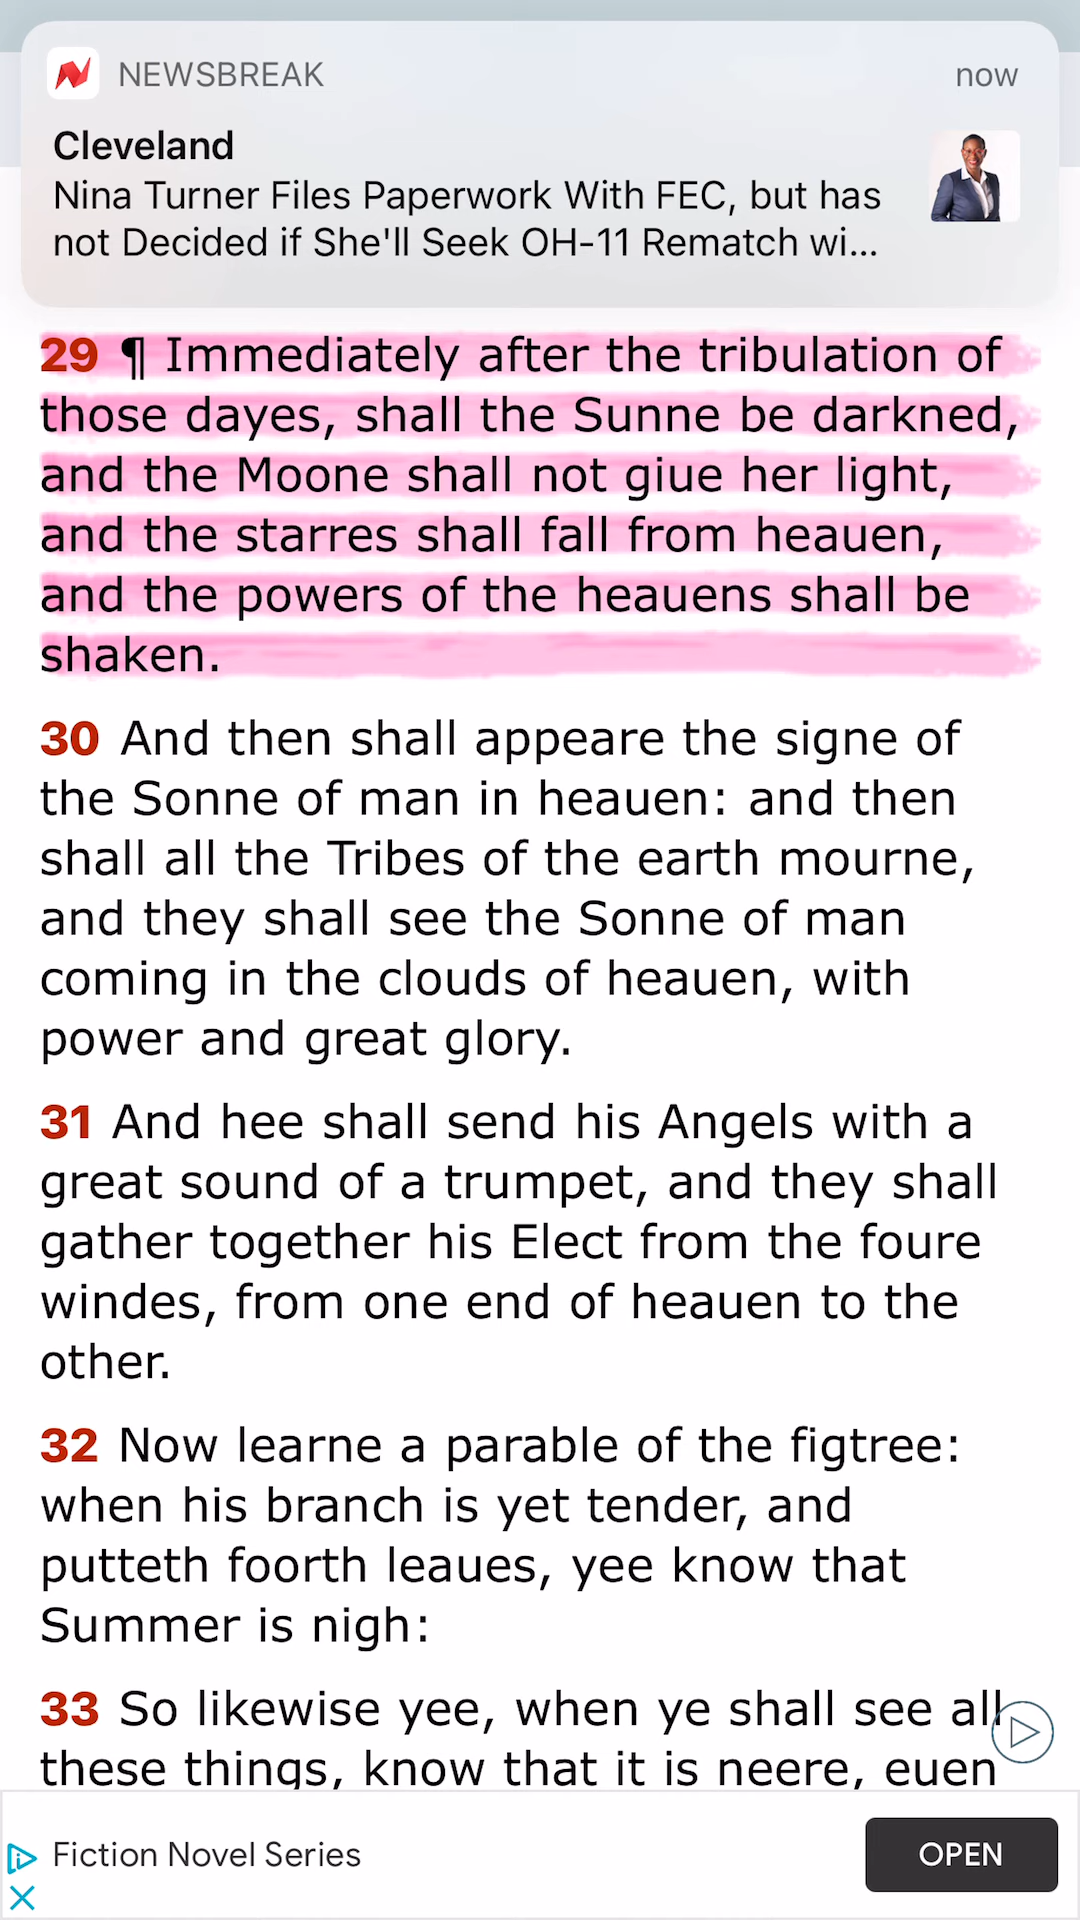 NEWSBREAK
now
Cleveland
Nina Turner Files Paperwork With FEC, but has
not Decided if She'll Seek OH-11 Rematch wi...
29 ¶ Immediately after the tribulation of
those dayes, shall the Sunne be darkned,
and the Moone shall not giue her light,
and the starres shall fall from heauen,
and the powers of the heauens shall be
shaken.
30 And then shall appeare the signe of
the Sonne of man in heauen: and then
shall all the Tribes of the earth mourne,
and they shall see the Sonne of man
coming in the clouds of heauen, with
power and great glory.
31 And hee shall send his Angels with a
great sound of a trumpet, and they shall
gather together his Elect from the foure
windes, from one end of heauen to the
other.
32 Now learne a parable of the figtree:
when his branch is yet tender, and
putteth foorth leaues, yee know that
Summer is nigh:
33 So likewise yee, when ye shall see all
these things, know that it is neere, euen
Fiction Novel Series
OPEN